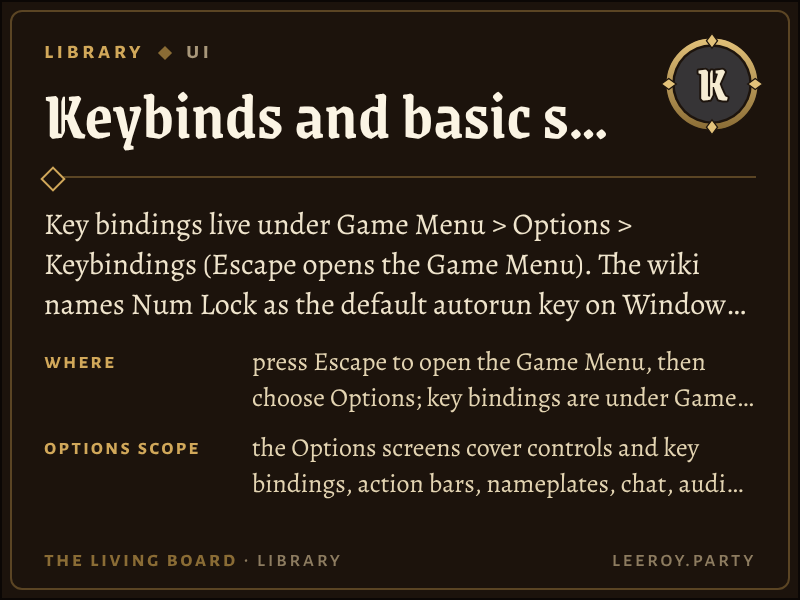 LIBRARY ◆ UI
K
Keybinds and basic s...
Key bindings live under Game Menu > Options >
Keybindings (Escape opens the Game Menu). The wiki
names Num Lock as the default autorun key on Window...
WHERE
press Escape to open the Game Menu, then
choose Options; key bindings are under Game...
OPTIONS SCOPE
the Options screens cover controls and key
bindings, action bars, nameplates, chat, audi...
THE LIVING BOARD · LIBRARY
LEEROY.PARTY